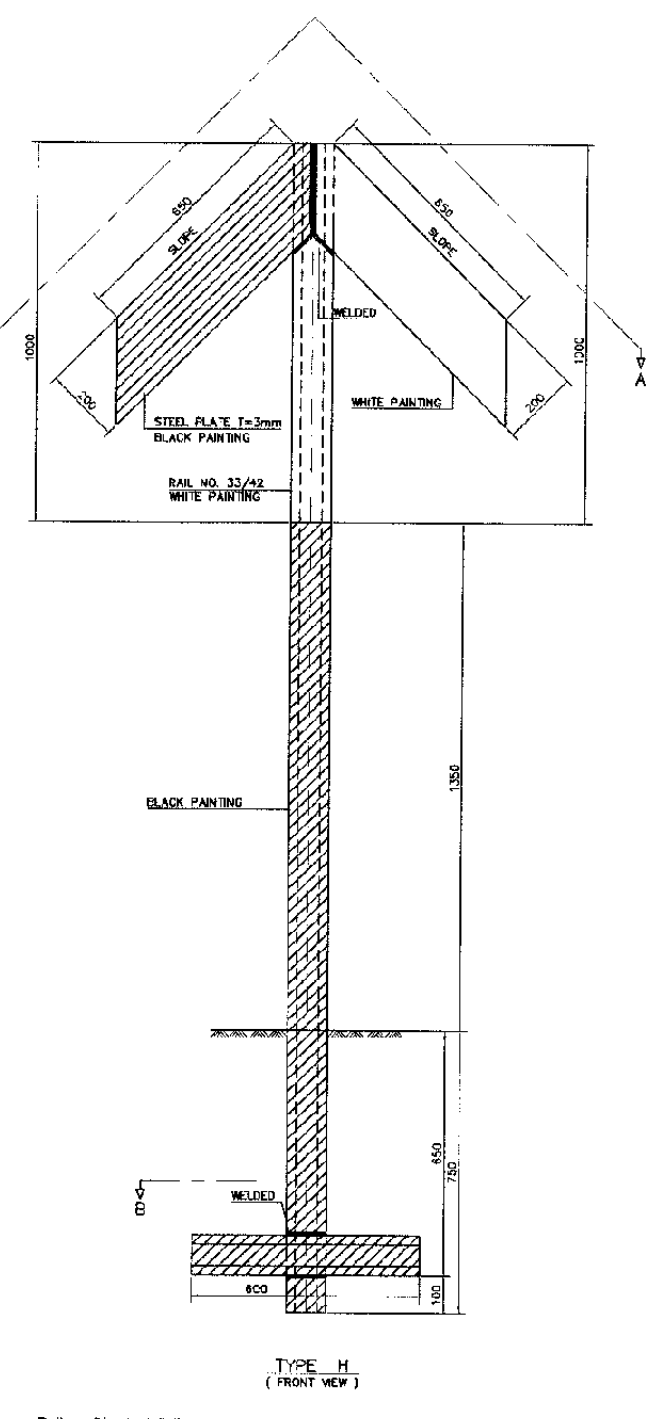 650
SLOPE
650
SLOPE
1000
1000
WELDED
A
200
200
WHITE PAINTING
STEEL PLATE T=3mm
BLACK PAINTING
RAIL NO. 33/42
WHITE PAINTING
1350
BLACK PAINTING
650
750
B
WELDED
600
100
TYPE H
( FRONT VIEW )